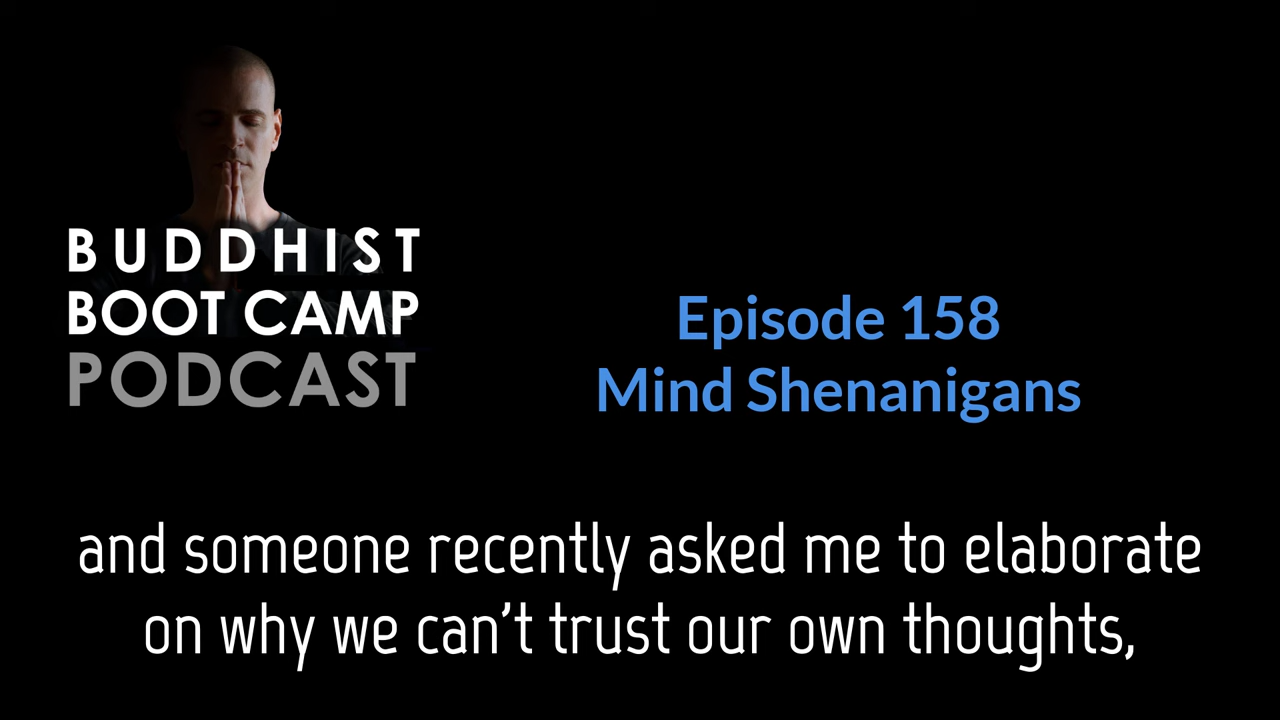 BUDDHIST
BOOT CAMP
PODCAST
Episode 158
Mind Shenanigans
and someone recently asked me to elaborate
on why we can’t trust our own thoughts,